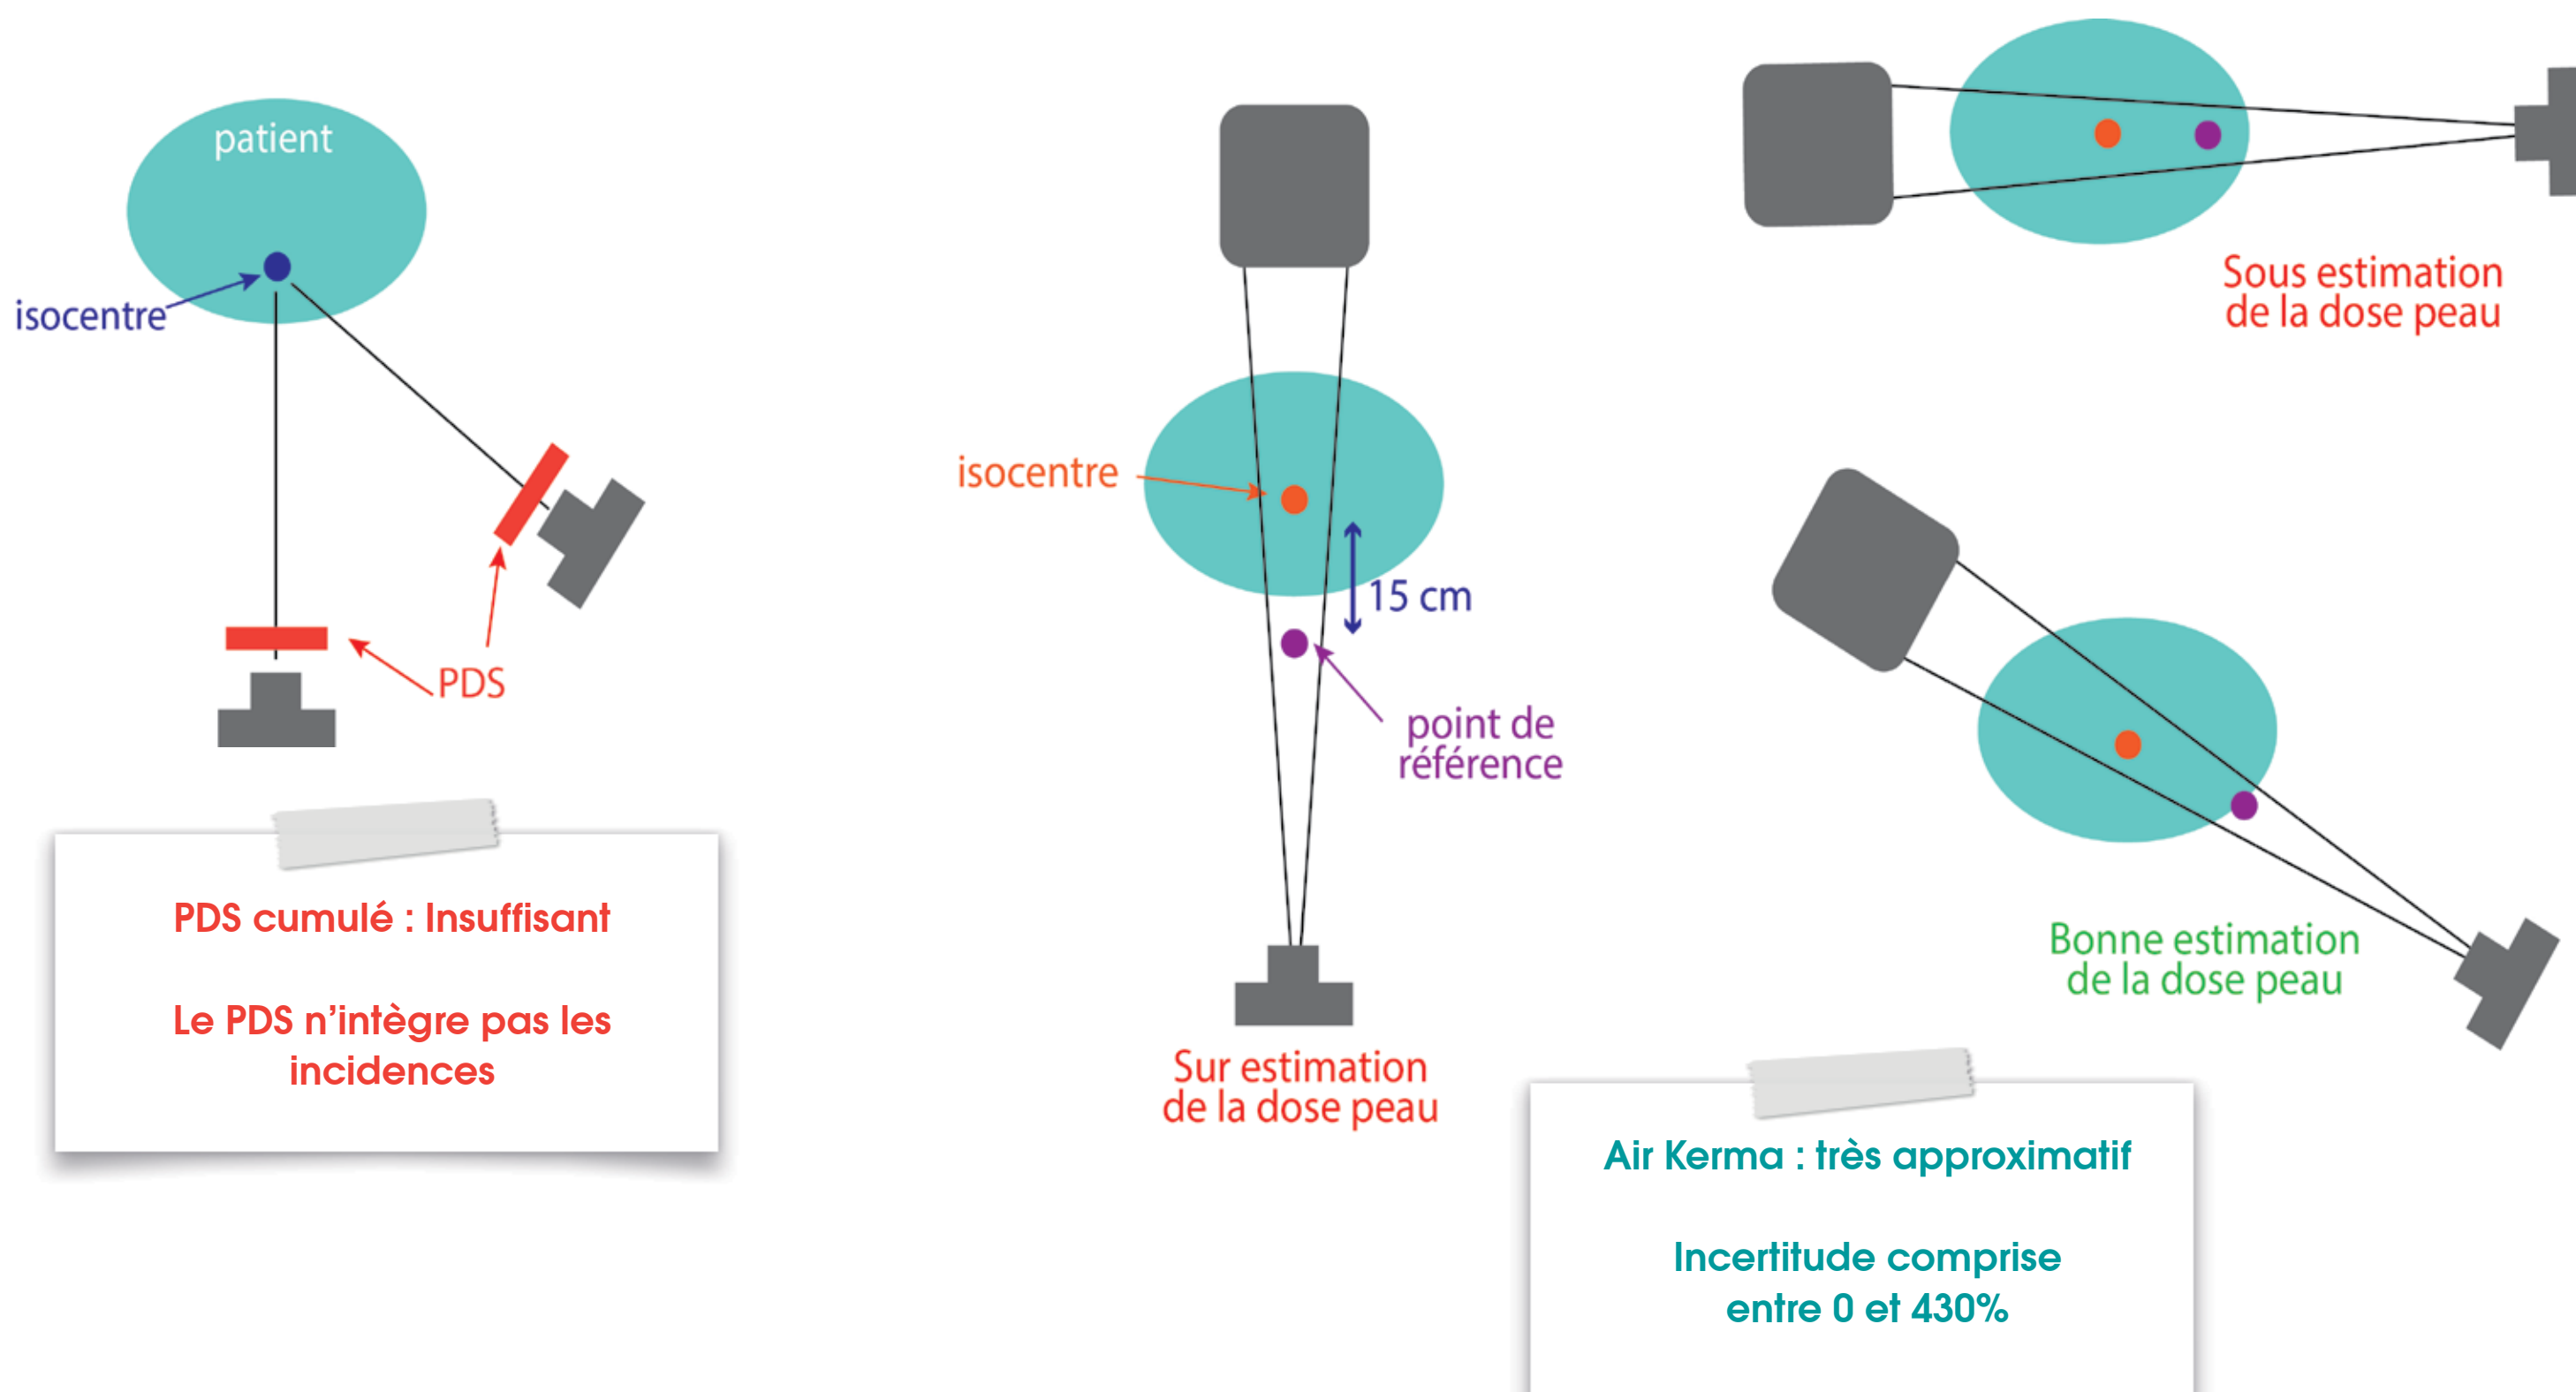 patient
isocentre
PDS
PDS cumulé : Insuffisant
Le PDS n’intègre pas les
incidences
isocentre
15 cm
point de
référence
Sur estimation
de la dose peau
Sous estimation
de la dose peau
Bonne estimation
de la dose peau
Air Kerma : très approximatif
Incertitude comprise
entre 0 et 430%